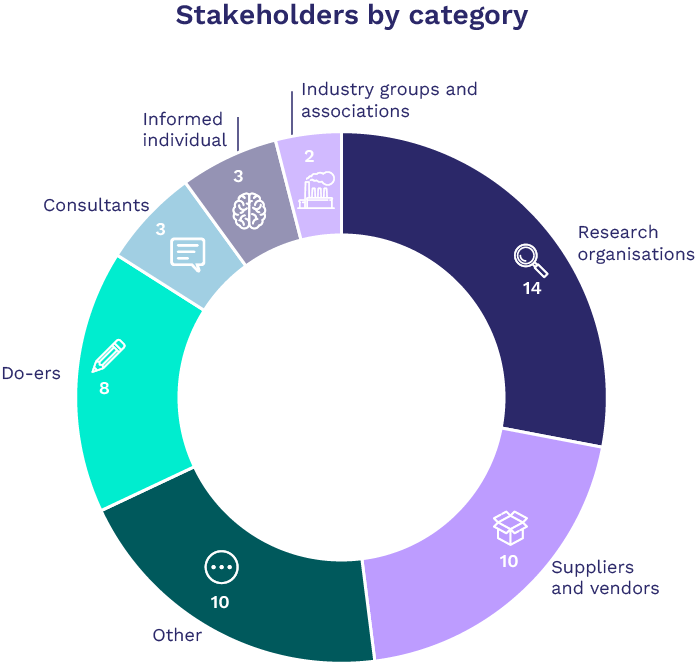 Stakeholders by category
Industry groups and
associations
2
Informed
individual
3
Consultants
3
Research
organisations
14
Do-ers
8
Suppliers
and vendors
10
Other
10